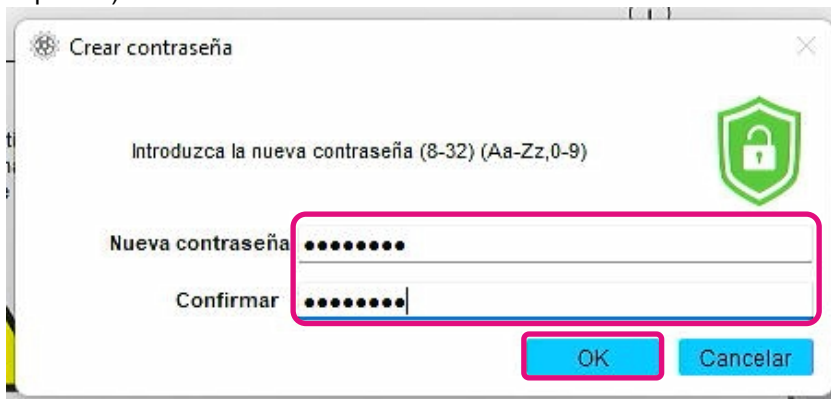 Crear contraseña
Introduzca la nueva contraseña (8-32) (Aa-Zz,0-9)
Nueva contraseña ●●●●●●●●
Confirmar ●●●●●●●●
OK Cancelar